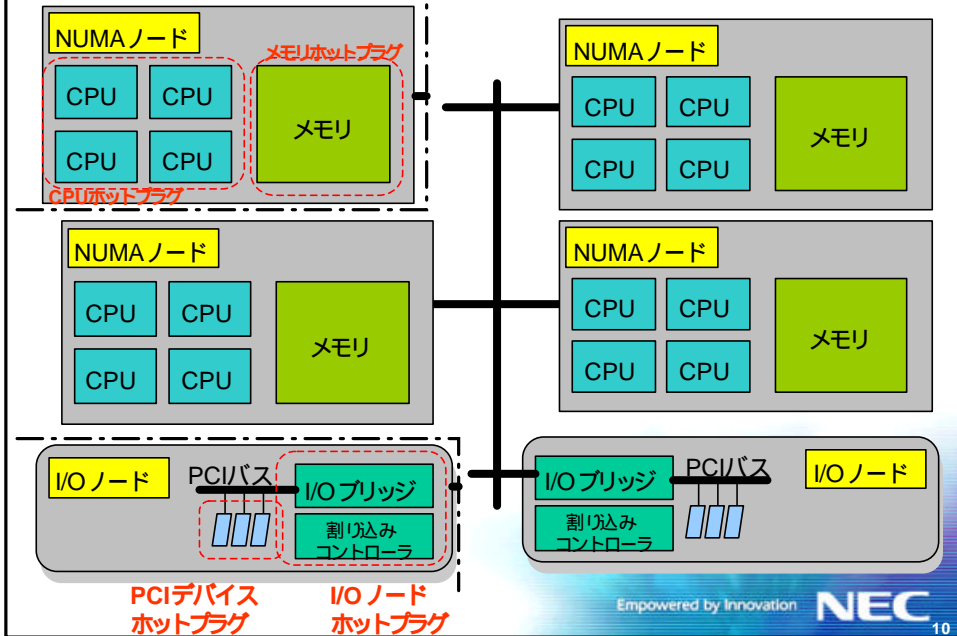 NUMAノード
メモリホットプラグ
CPU CPU
CPU CPU
メモリ
CPUホットプラグ
NUMAノード
CPU CPU
CPU CPU
メモリ
NUMAノード
CPU CPU
CPU CPU
メモリ
NUMAノード
CPU CPU
CPU CPU
メモリ
I/Oノード
PCIバス
I/Oブリッジ
割り込み
コントローラ
PCIデバイス
ホットプラグ
I/Oノード
ホットプラグ
I/Oブリッジ
PCIバス
I/Oノード
割り込み
コントローラ
Empowered by Innovation NEC
10